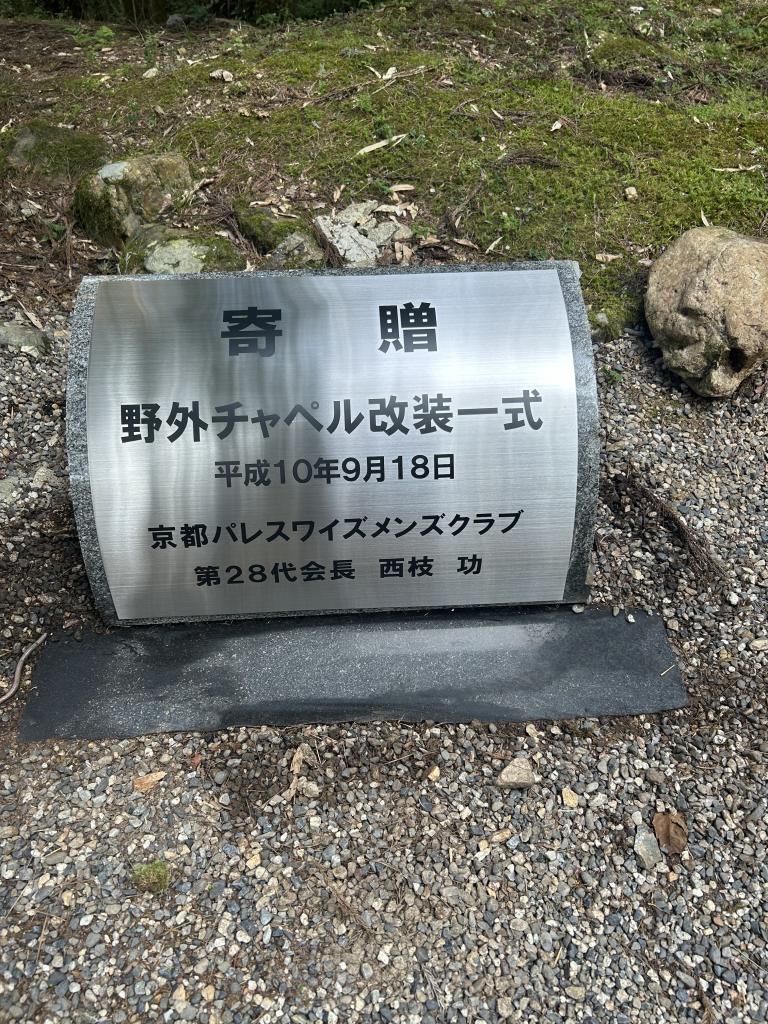 寄 贈
野外チャペル改装一式
平成10年9月18日
京都パレスワイズメンズクラブ
第28代会長 西枝 功